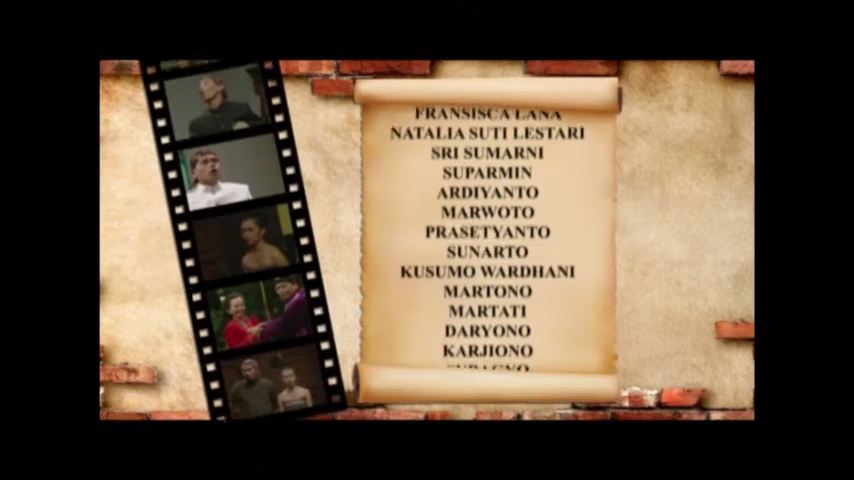 FRANSISCA LANA
NATALIA SUTI LESTARI
SRI SUMARNI
SUPARMIN
ARDIYANTO
MARWOTO
PRASETYANTO
SUNARTO
KUSUMO WARDHANI
MARTONO
MARTATI
DARYONO
KARJIONO